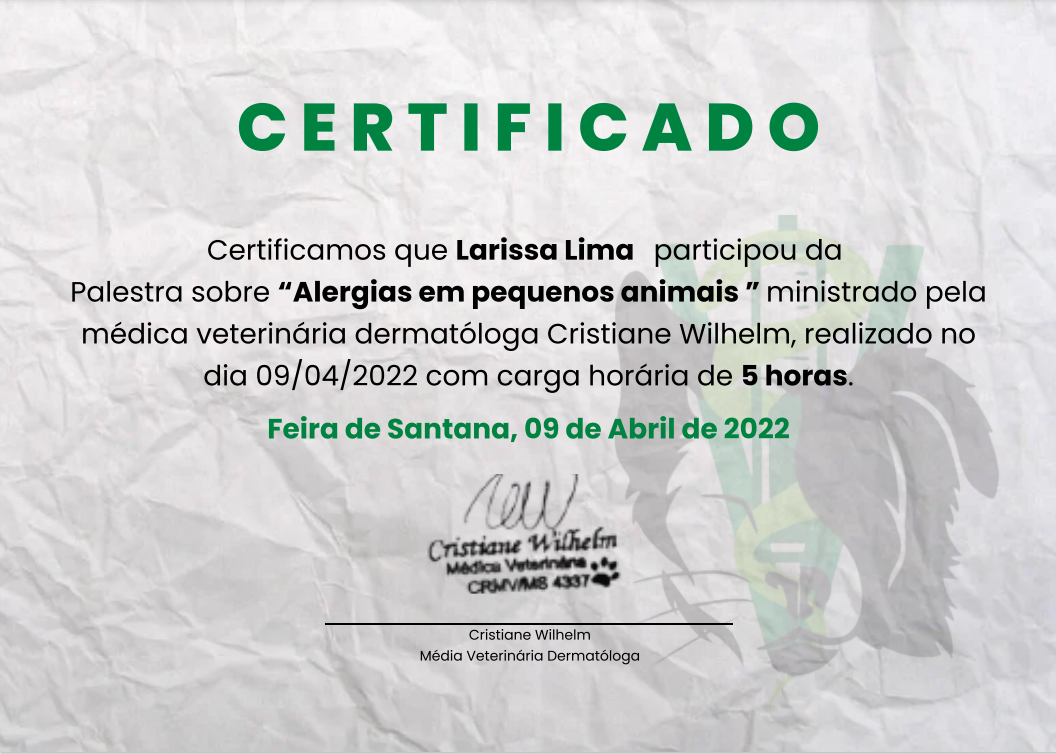 CERTIFICADO
Certificamos que Larissa Lima participou da
Palestra sobre “Alergias em pequenos animais ” ministrado pela
médica veterinária dermatóloga Cristiane Wilhelm, realizado no
dia 09/04/2022 com carga horária de 5 horas.
Feira de Santana, 09 de Abril de 2022
Cristiane Wilhelm
Médica Veterinária
CRMV/MS 4337
Cristiane Wilhelm
Média Veterinária Dermatóloga